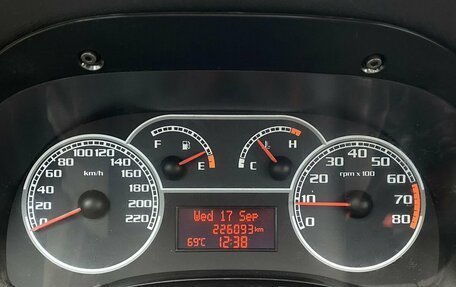 F E
C H
0 20 40 60 80 100 120 140 160 180 200 220
km/h
Wed 17 Sep
226093 km
69°C 12:38
0 10 20 30 40 50 60 70 80
rpm x 100